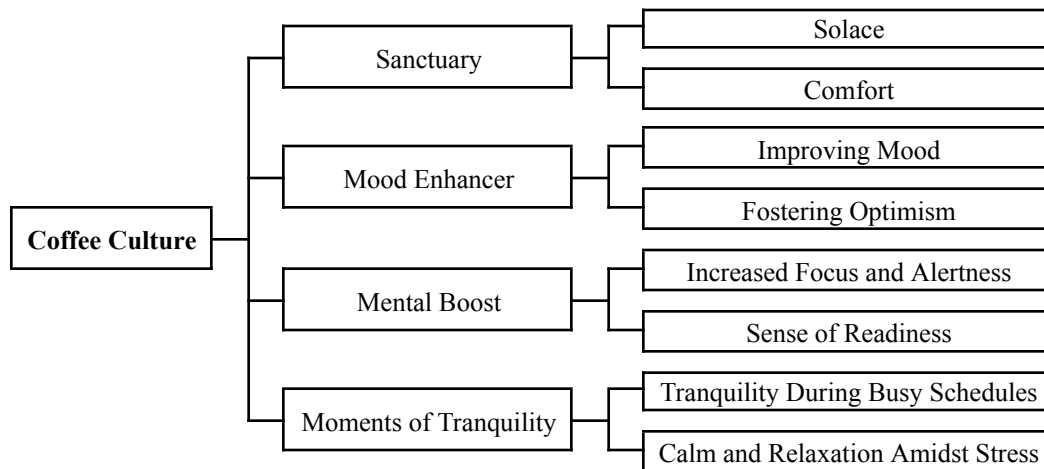 Coffee Culture
Sanctuary
Solace
Comfort
Mood Enhancer
Improving Mood
Fostering Optimism
Mental Boost
Increased Focus and Alertness
Sense of Readiness
Moments of Tranquility
Tranquility During Busy Schedules
Calm and Relaxation Amidst Stress